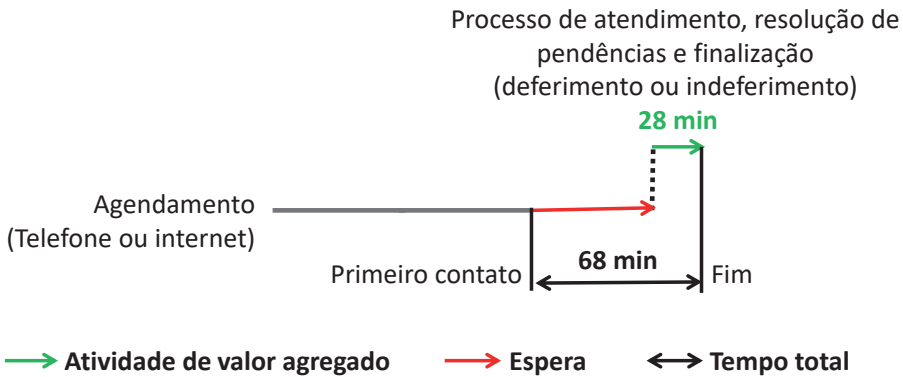 Processo de atendimento, resolução de
pendências e finalização
(deferimento ou indeferimento)
28 min
Agendamento
(Telefone ou internet)
Primeiro contato
68 min
Fim
Atividade de valor agregado
Espera
Tempo total